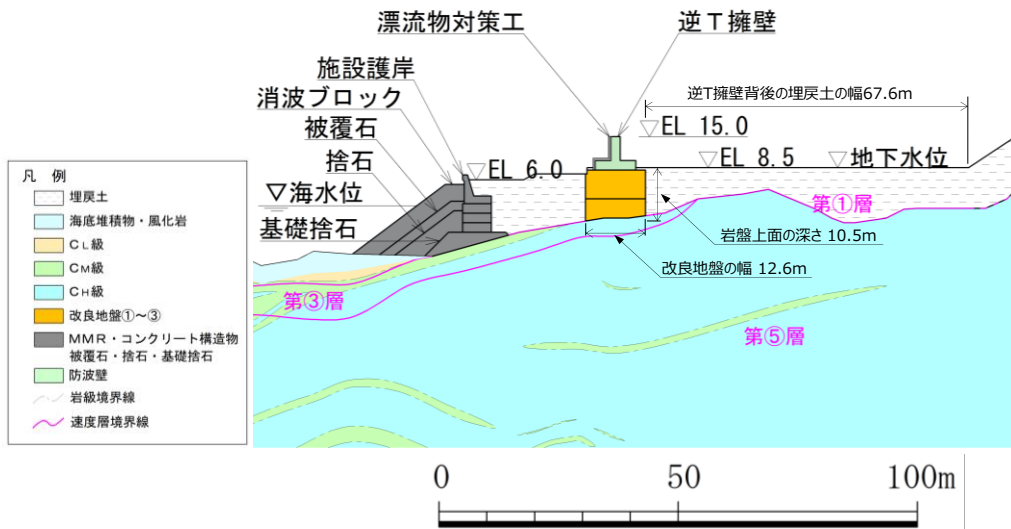 漂流物対策工
逆T擁壁
施設護岸
消波ブロック
被覆石
捨石
▽海水位
基礎捨石
逆T擁壁背後の埋戻土の幅67.6m
▽EL 15.0
▽EL 6.0
▽EL 8.5
▽地下水位
第①層
岩盤上面の深さ 10.5m
改良地盤の幅 12.6m
第③層
第⑤層
凡 例
埋戻土
海底堆積物・風化岩
CL級
CM級
CH級
改良地盤①~③
MMR・コンクリート構造物
被覆石・捨石・基礎捨石
防波壁
岩級境界線
速度層境界線
0 50 100m